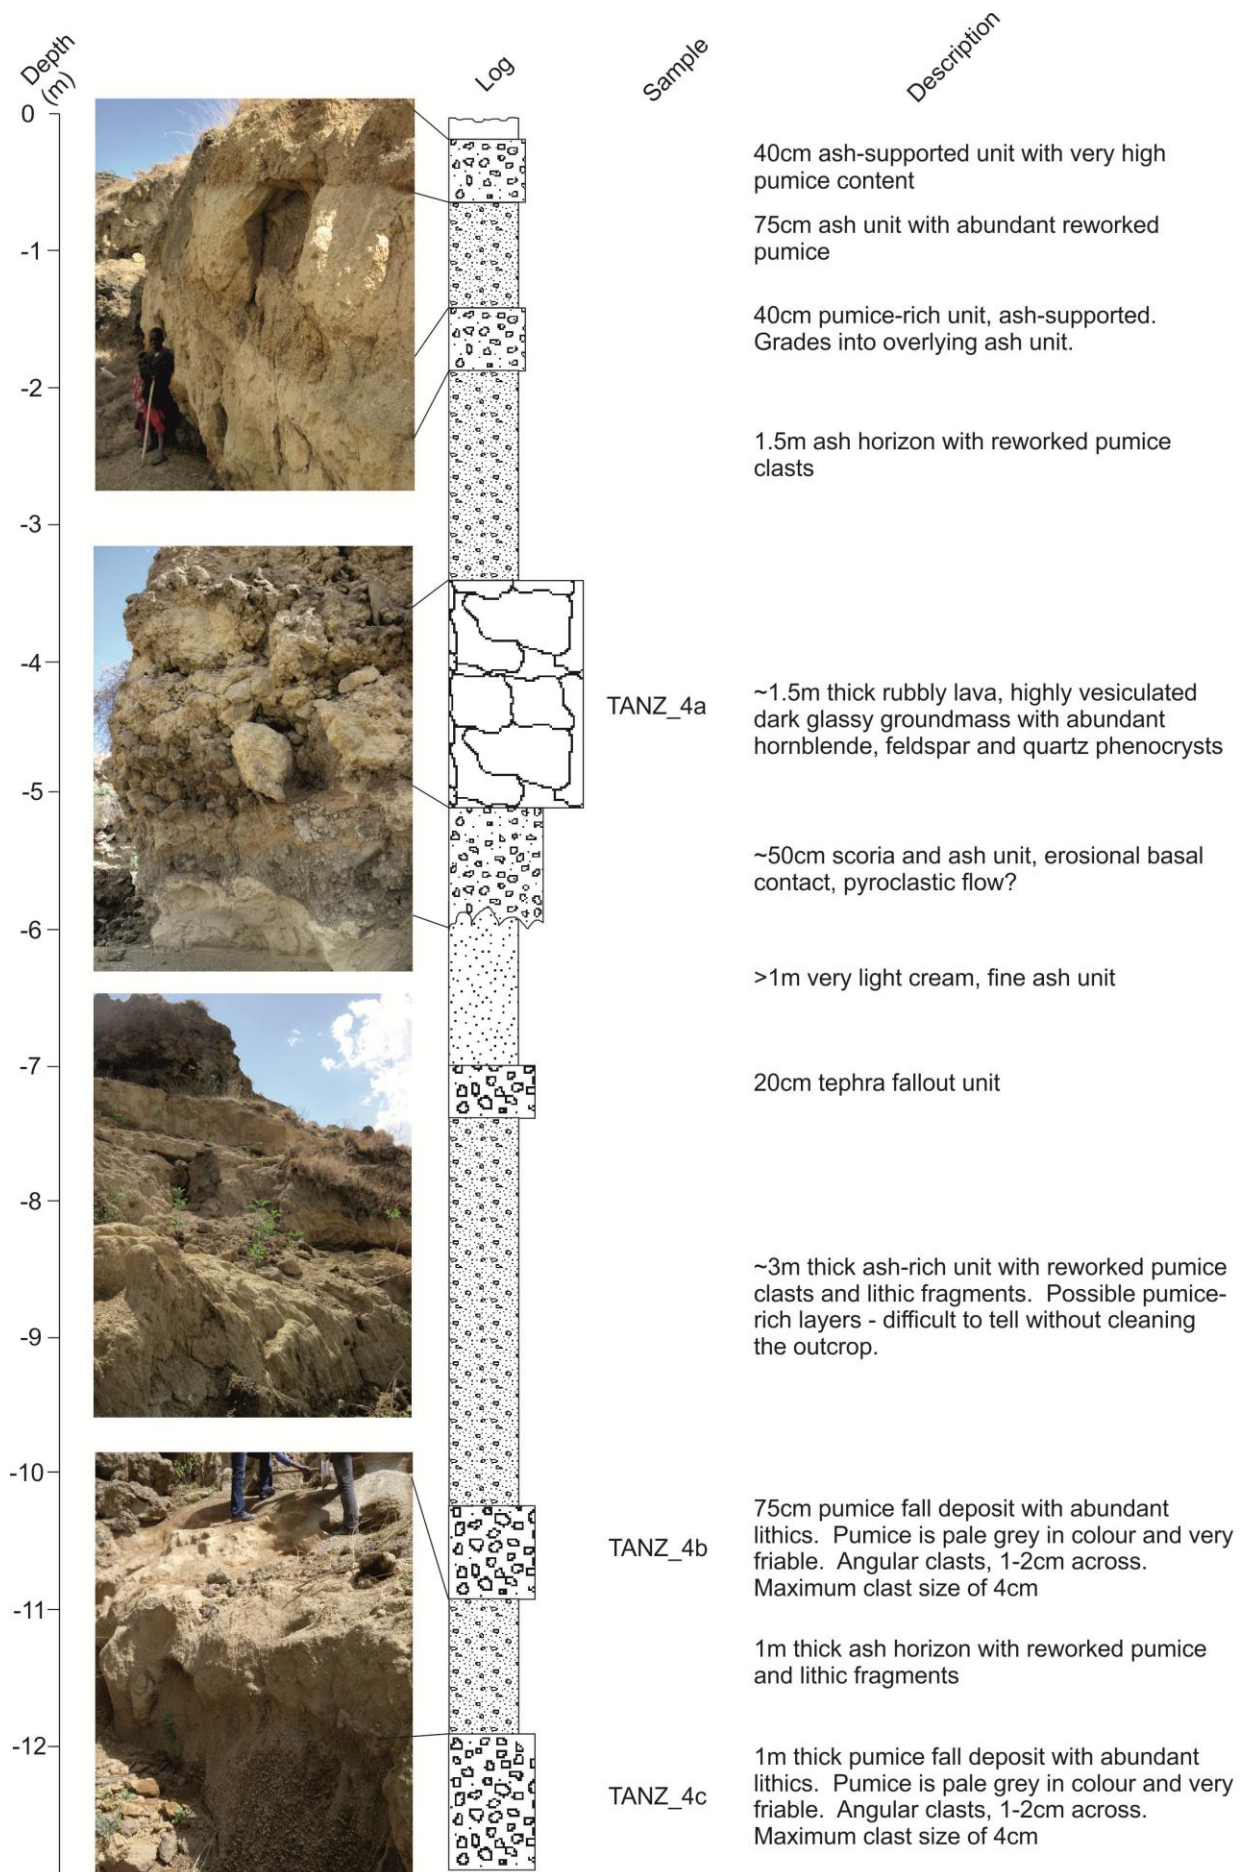 Depth
(m)
Log
Sample
Description
0
40cm ash-supported unit with very high
pumice content
75cm ash unit with abundant reworked
pumice
-1
40cm pumice-rich unit, ash-supported.
Grades into overlying ash unit.
-2
1.5m ash horizon with reworked pumice
clasts
-3
-4
TANZ_4a
~1.5m thick rubbly lava, highly vesiculated
dark glassy groundmass with abundant
hornblende, feldspar and quartz phenocrysts
-5
~50cm scoria and ash unit, erosional basal
contact, pyroclastic flow?
-6
>1m very light cream, fine ash unit
-7
20cm tephra fallout unit
-8
~3m thick ash-rich unit with reworked pumice
clasts and lithic fragments. Possible pumice-
rich layers - difficult to tell without cleaning
the outcrop.
-9
-10
TANZ_4b
75cm pumice fall deposit with abundant
lithics. Pumice is pale grey in colour and very
friable. Angular clasts, 1-2cm across.
Maximum clast size of 4cm
-11
1m thick ash horizon with reworked pumice
and lithic fragments
-12
TANZ_4c
1m thick pumice fall deposit with abundant
lithics. Pumice is pale grey in colour and very
friable. Angular clasts, 1-2cm across.
Maximum clast size of 4cm